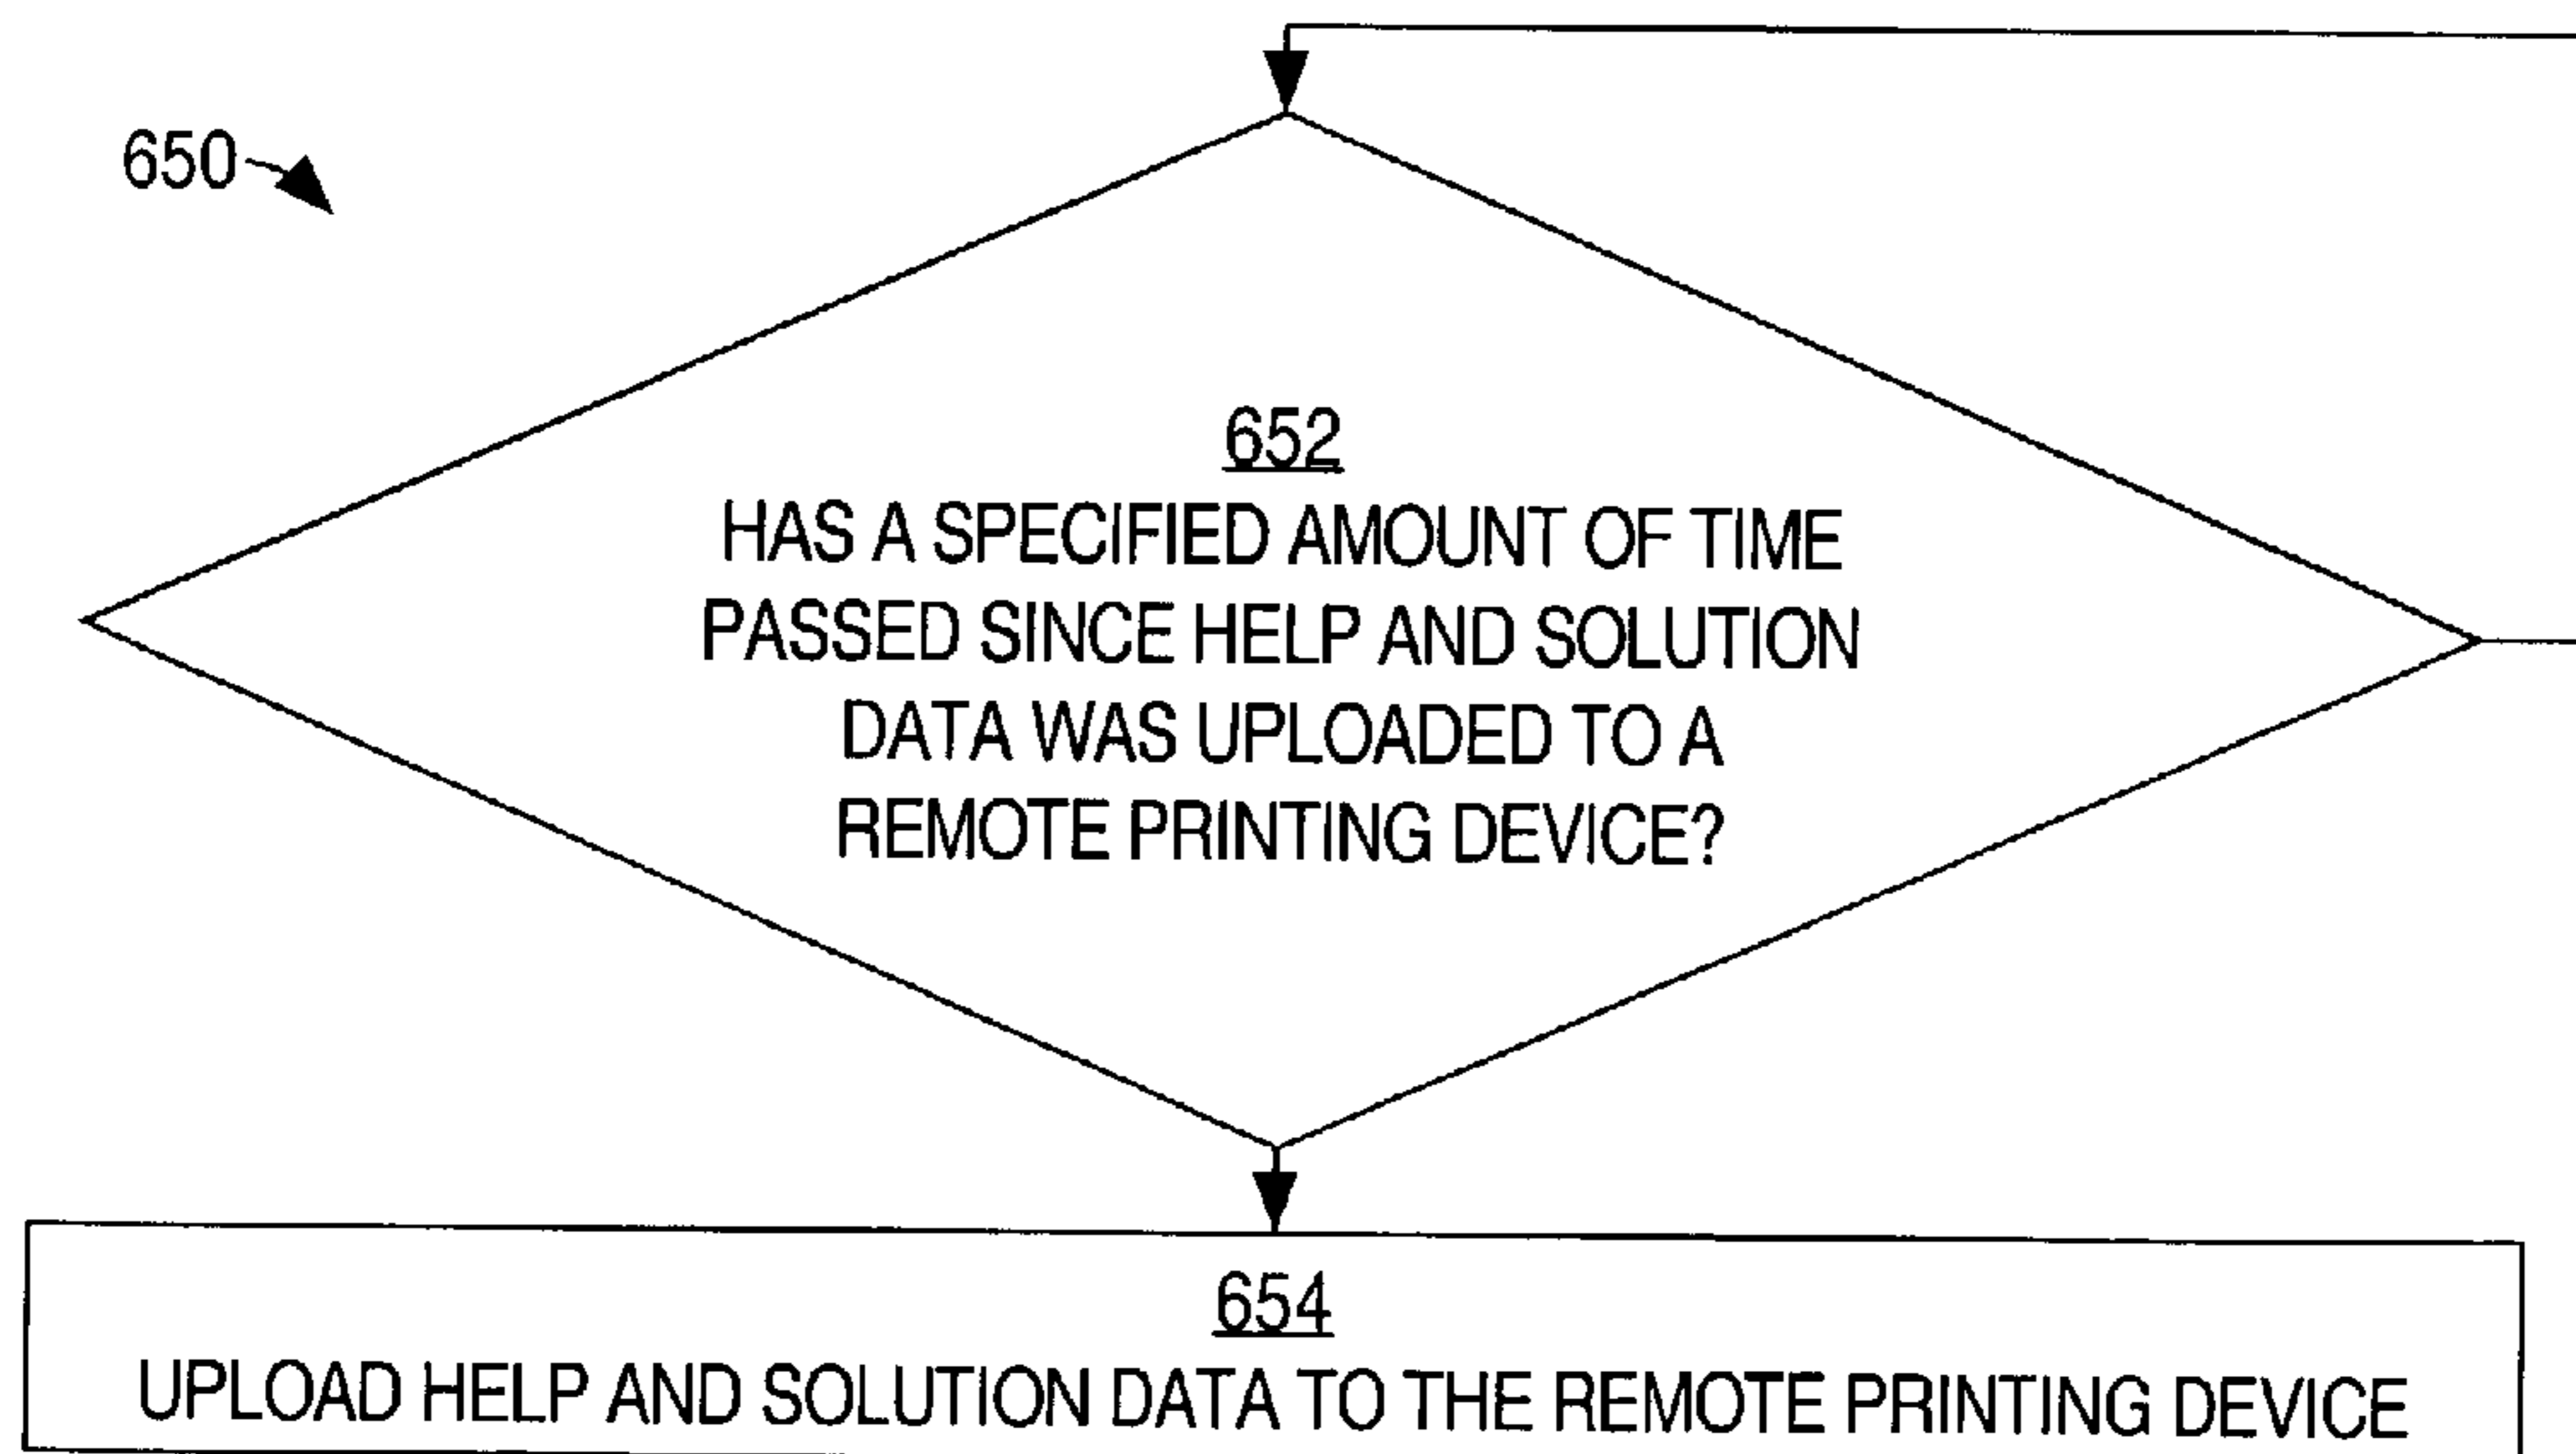 650
652
HAS A SPECIFIED AMOUNT OF TIME
PASSED SINCE HELP AND SOLUTION
DATA WAS UPLOADED TO A
REMOTE PRINTING DEVICE?
654
UPLOAD HELP AND SOLUTION DATA TO THE REMOTE PRINTING DEVICE